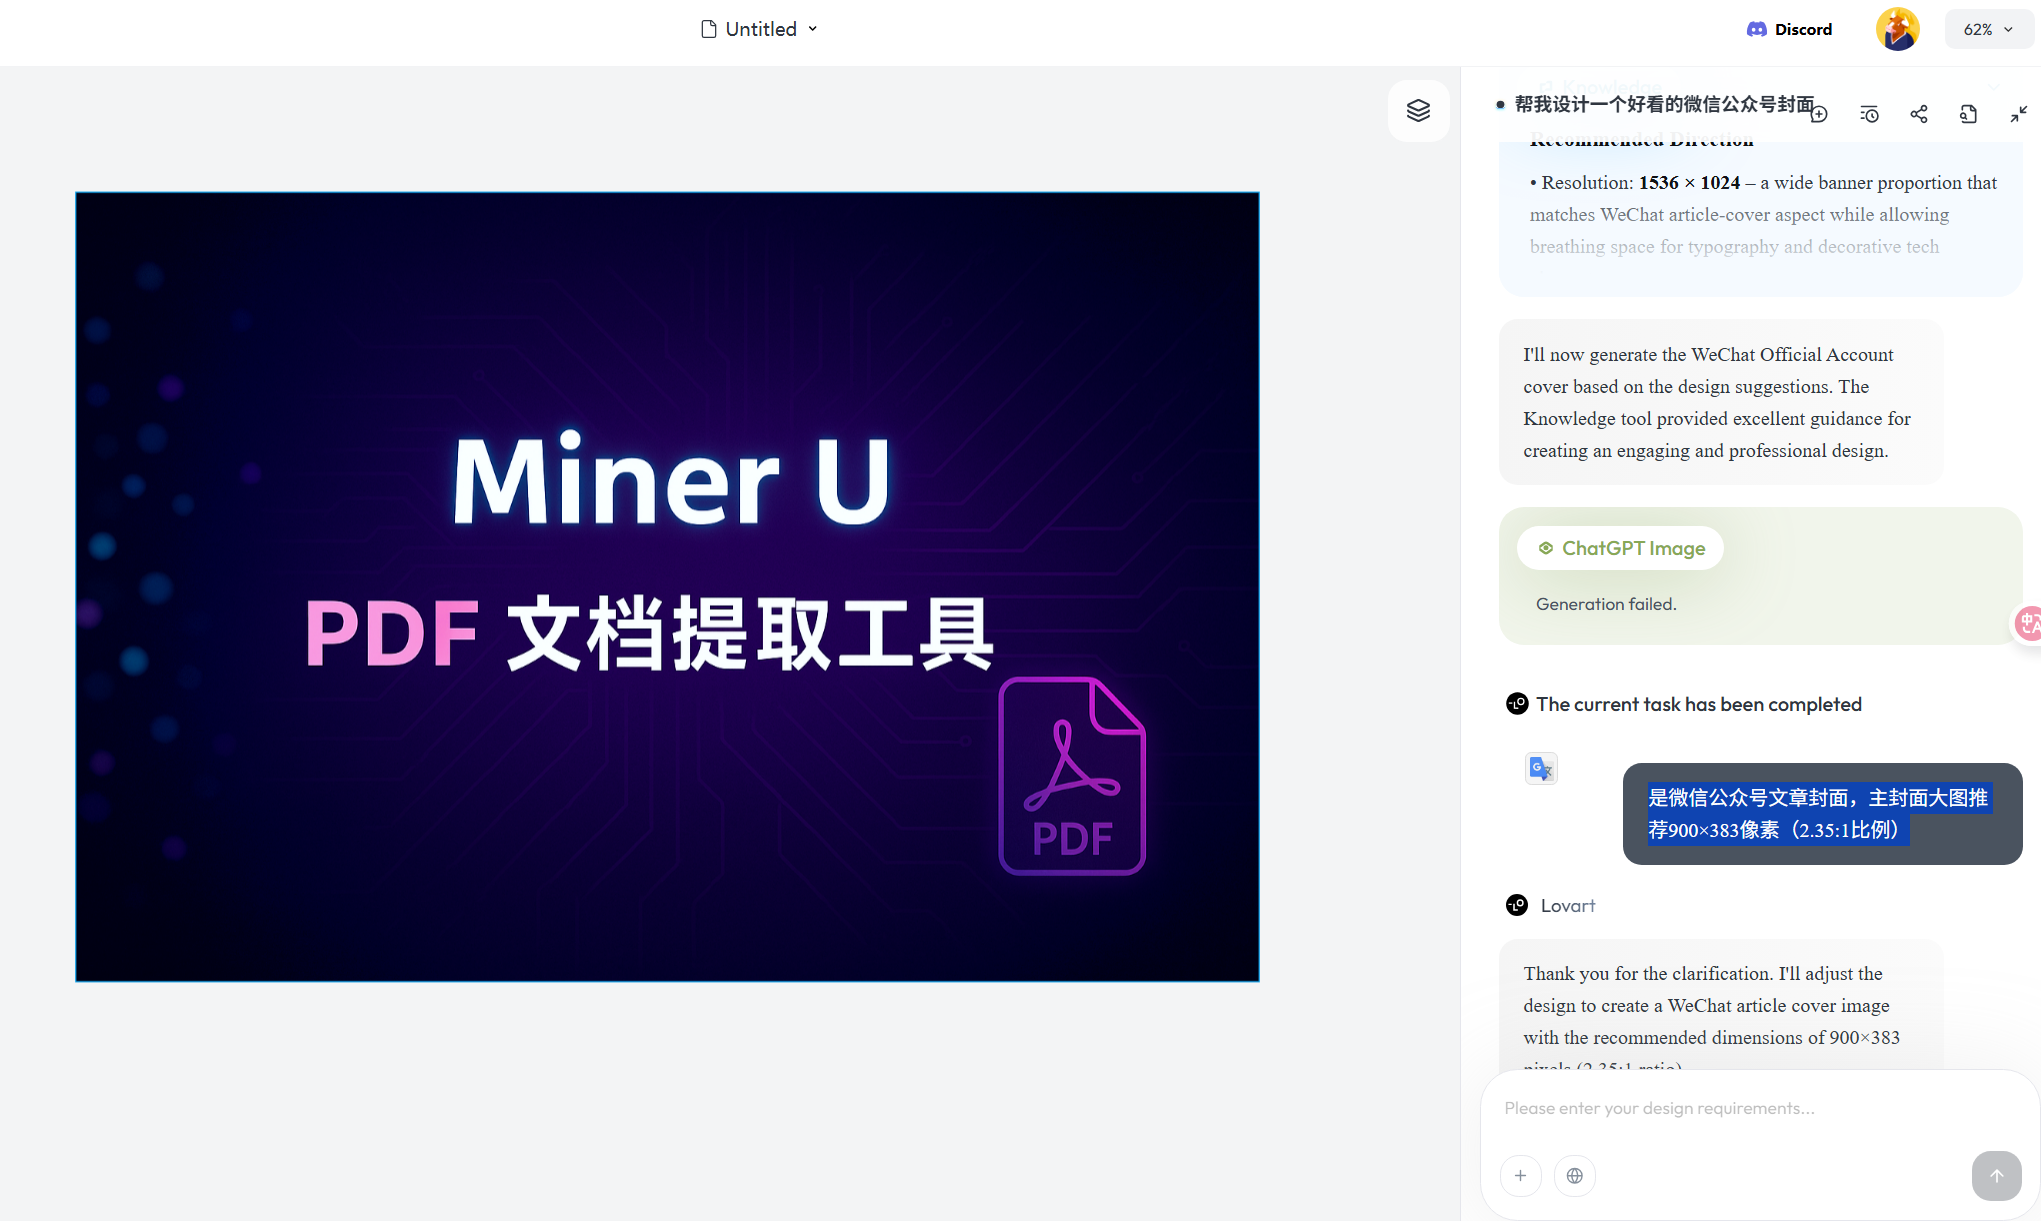 Untitled
Discord
62%
Miner U
PDF 文档提取工具
PDF
Knowledge
帮我设计一个好看的微信公众号封面
Recommended Direction
• Resolution: 1536 × 1024 – a wide banner proportion that
matches WeChat article-cover aspect while allowing
breathing space for typography and decorative tech
I'll now generate the WeChat Official Account
cover based on the design suggestions. The
Knowledge tool provided excellent guidance for
creating an engaging and professional design.
ChatGPT Image
Generation failed.
The current task has been completed
是微信公众号文章封面，主封面大图推
荐900×383像素（2.35:1比例）
Lovart
Thank you for the clarification. I'll adjust the
design to create a WeChat article cover image
with the recommended dimensions of 900×383
pixels (2.35:1 ratio)
Please enter your design requirements...